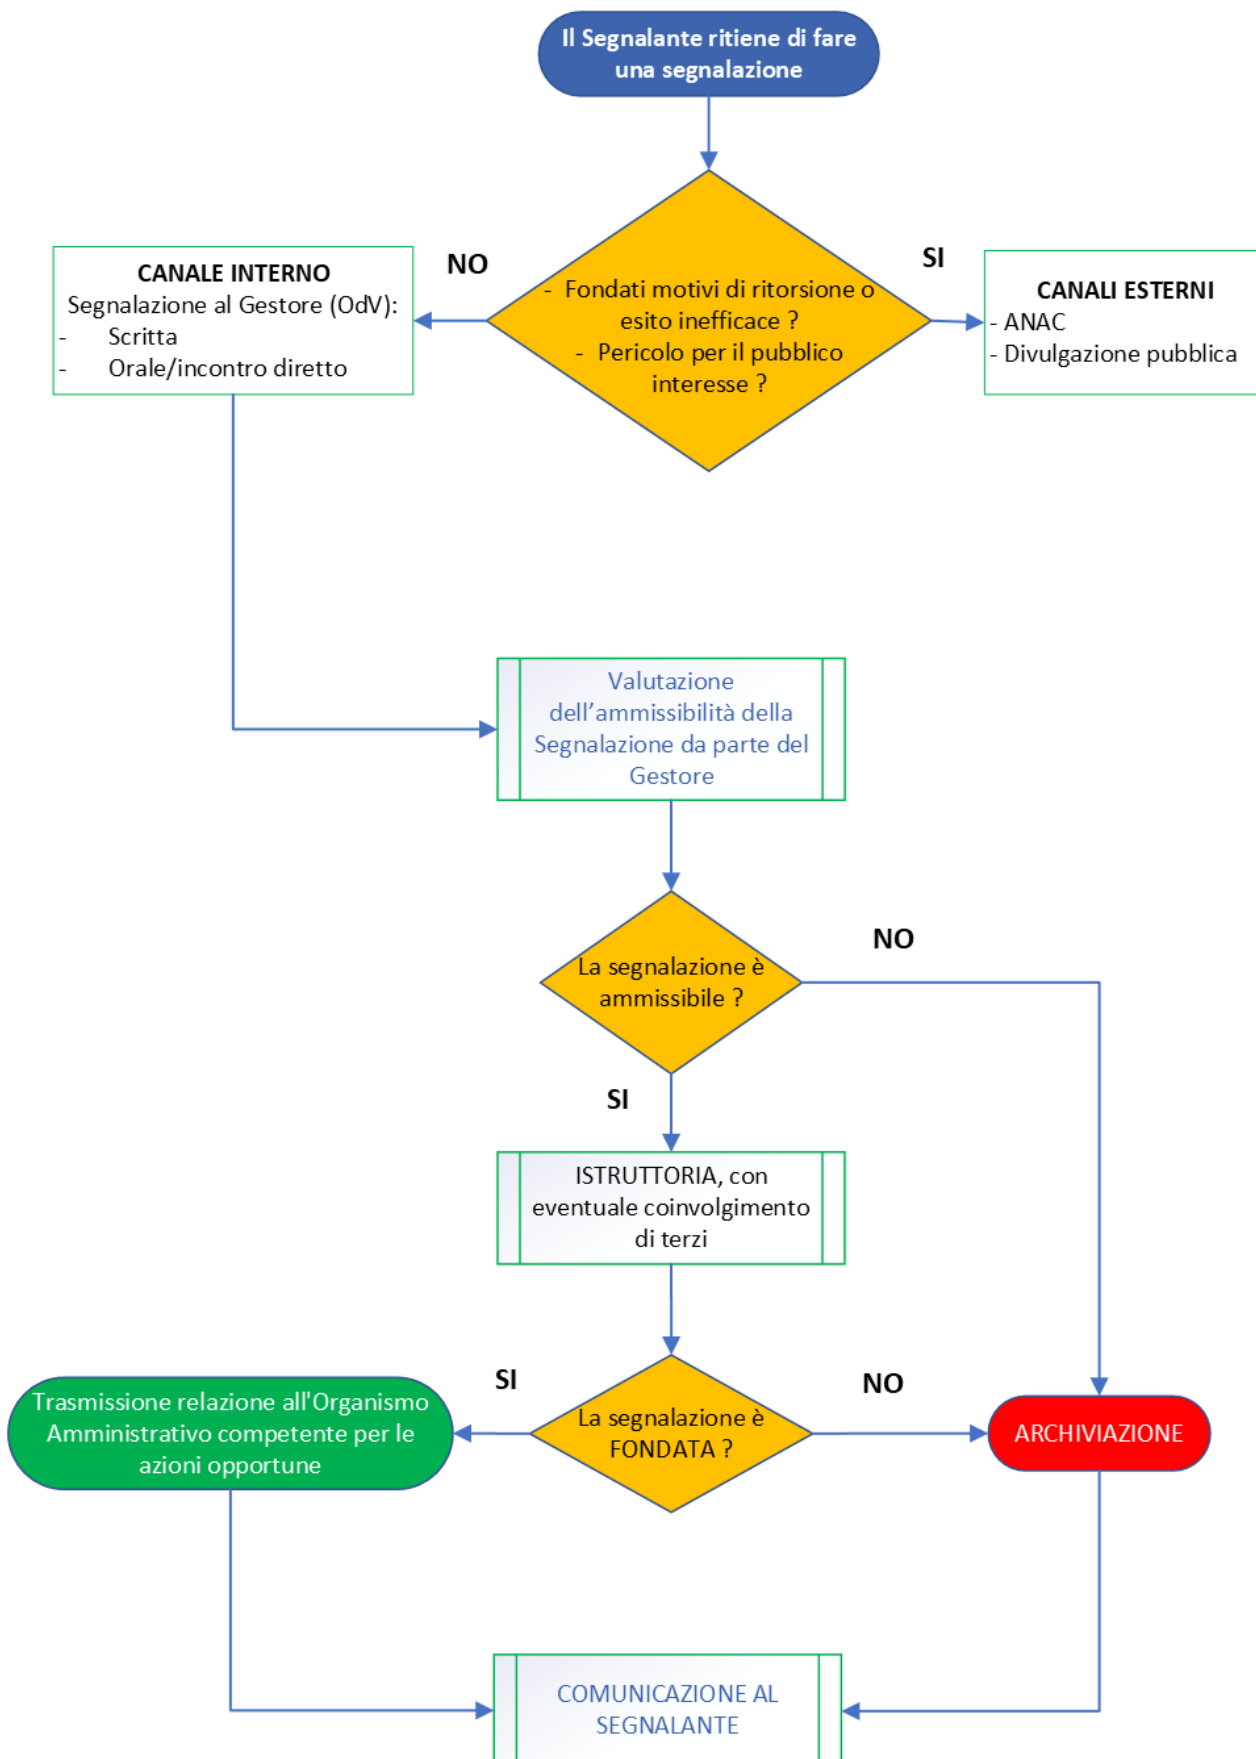 Il Segnalante ritiene di fare
una segnalazione
NO
SI
CANALE INTERNO
Segnalazione al Gestore (OdV):
- Scritta
- Orale/incontro diretto
- Fondati motivi di ritorsione o
esito inefficace ?
- Pericolo per il pubblico
interesse ?
CANALI ESTERNI
- ANAC
- Divulgazione pubblica
Valutazione
dell'ammissibilità della
Segnalazione da parte del
Gestore
NO
La segnalazione è
ammissibile ?
SI
ISTRUTTORIA, con
eventuale coinvolgimento
di terzi
SI
NO
Trasmissione relazione all'Organismo
Amministrativo competente per le
azioni opportune
La segnalazione è
FONDATA ?
ARCHIVIAZIONE
COMUNICAZIONE AL
SEGNALANTE